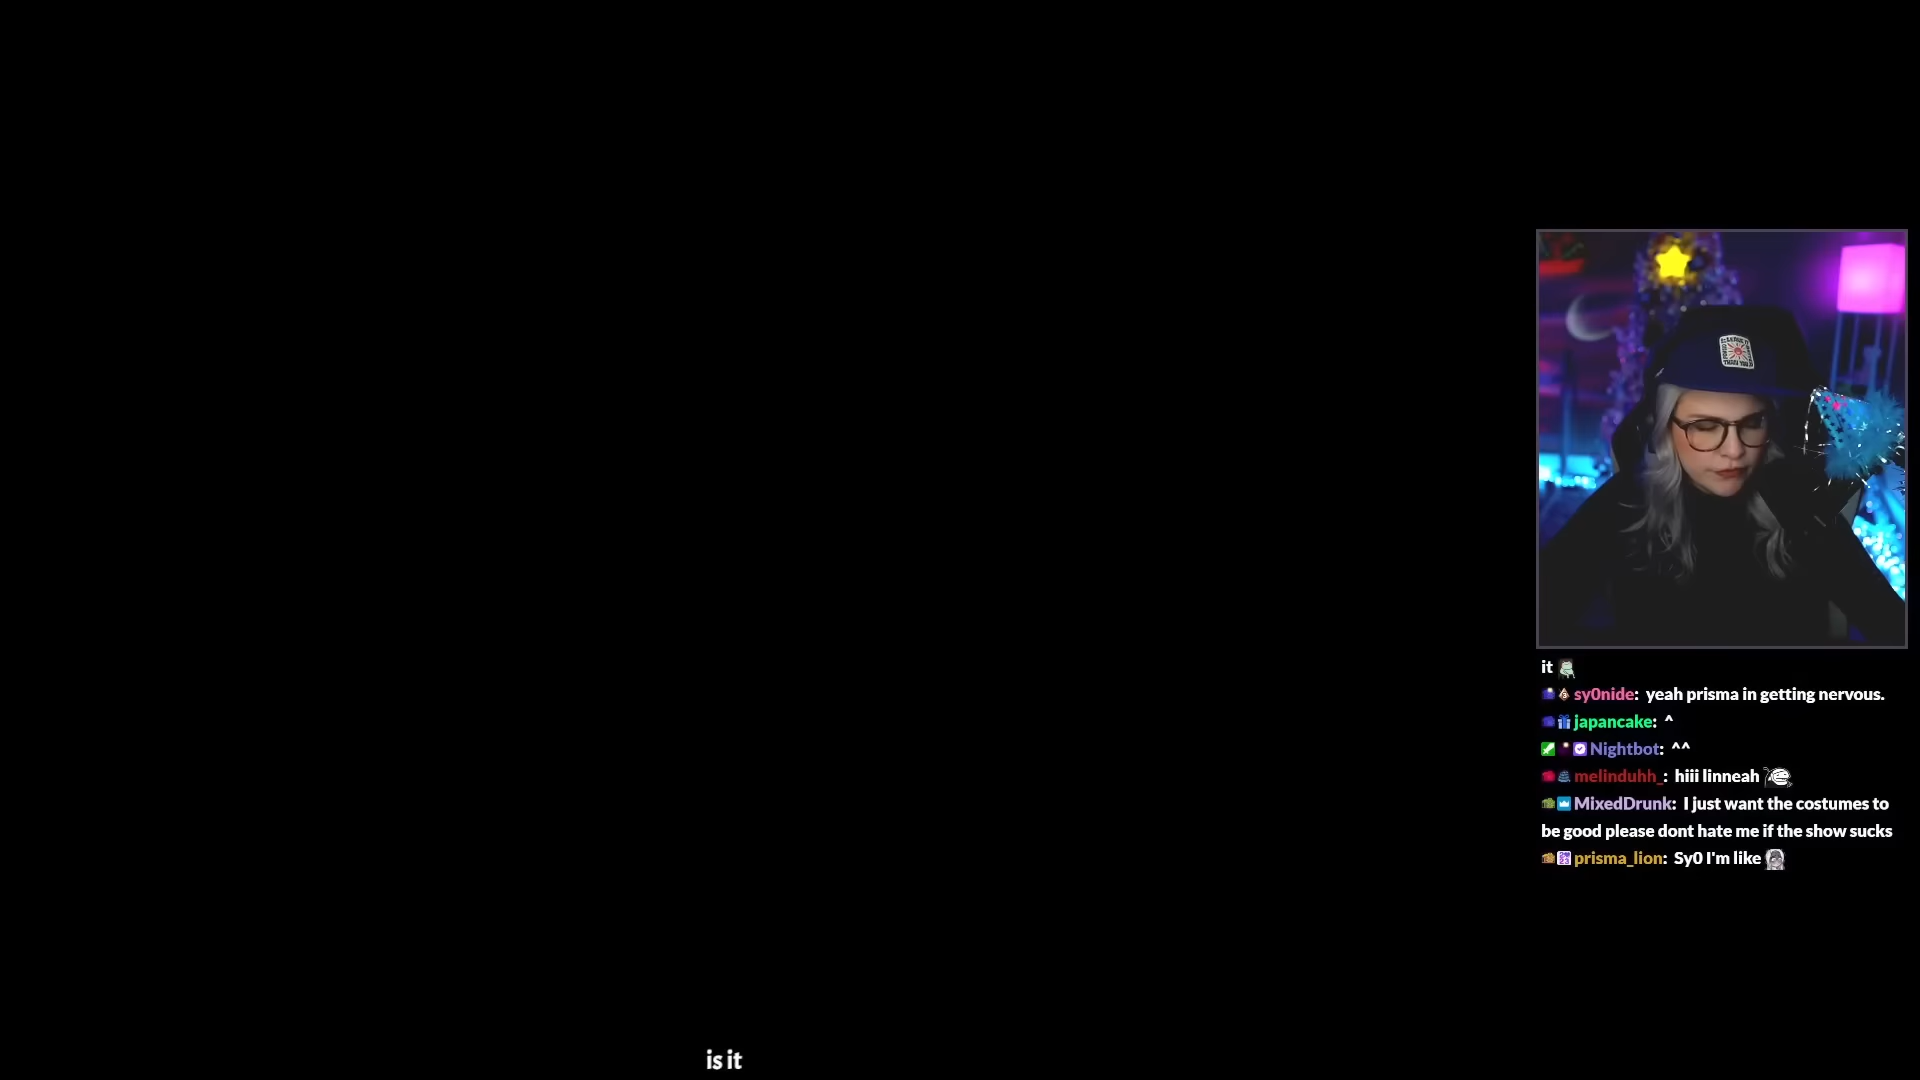 it
sy0nide: yeah prisma in getting nervous.
japancake: ^
Nightbot: ^^
melinduhh_: hiii linneah
MixedDrunk: I just want the costumes to
be good please dont hate me if the show sucks
prisma_lion: Sy0 I'm like
is it